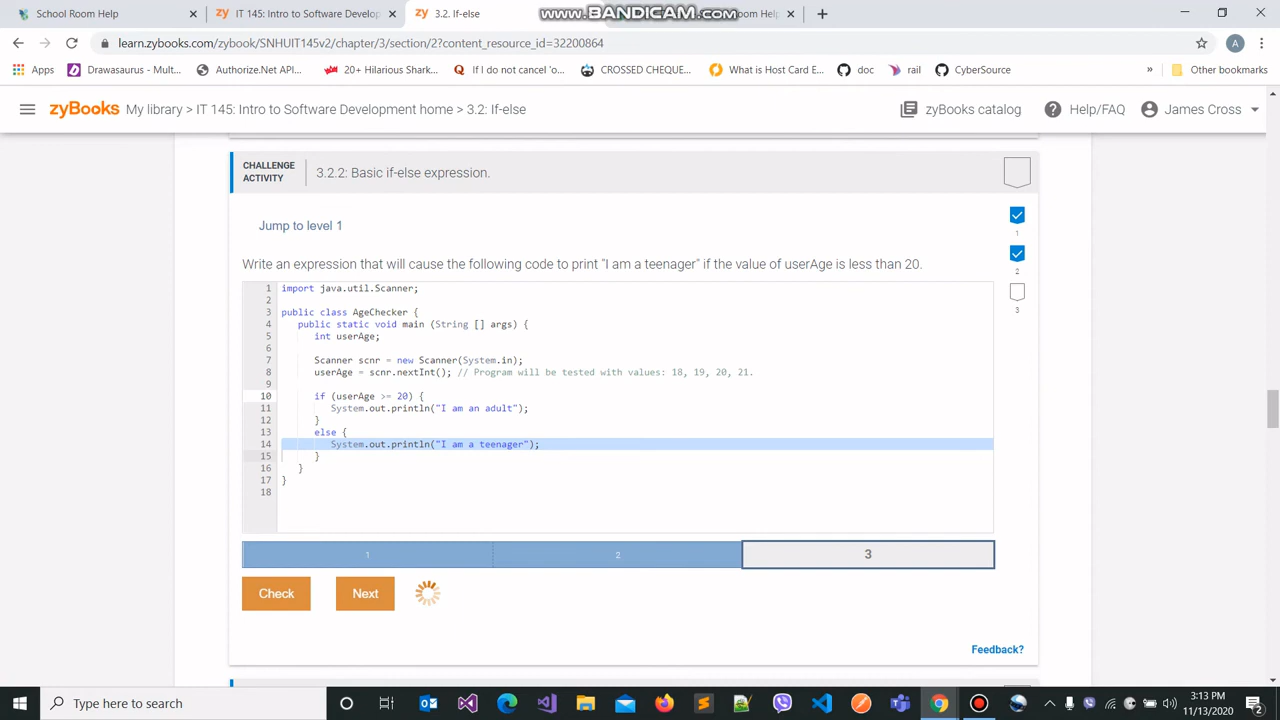 School Room Help
IT 145: Intro to Software Develop
3.2. If-else
www.BANDICAM.com
oom Help
learn.zybooks.com/zybook/SNHUIT145v2/chapter/3/section/2?content_resource_id=32200864
A
Apps
Drawasaurus - Mult...
Authorize.Net API...
20+ Hilarious Shark...
If I do not cancel 'o...
CROSSED CHEQUE...
What is Host Card E...
doc
rail
CyberSource
»
Other bookmarks
zyBooks My library > IT 145: Intro to Software Development home > 3.2: If-else
zyBooks catalog
Help/FAQ
James Cross
CHALLENGE
ACTIVITY
3.2.2: Basic if-else expression.
Jump to level 1
1
2
3
Write an expression that will cause the following code to print "I am a teenager" if the value of userAge is less than 20.
1 import java.util.Scanner;
2
3 public class AgeChecker {
4 public static void main (String [] args) {
5 int userAge;
6
7 Scanner scnr = new Scanner(System.in);
8 userAge = scnr.nextInt(); // Program will be tested with values: 18, 19, 20, 21.
9
10 if (userAge >= 20) {
11 System.out.println("I am an adult");
12 }
13 else {
14 System.out.println("I am a teenager");
15 }
16 }
17 }
18
1
2
3
Check
Next
Feedback?
Type here to search
3:13 PM
11/13/2020
2